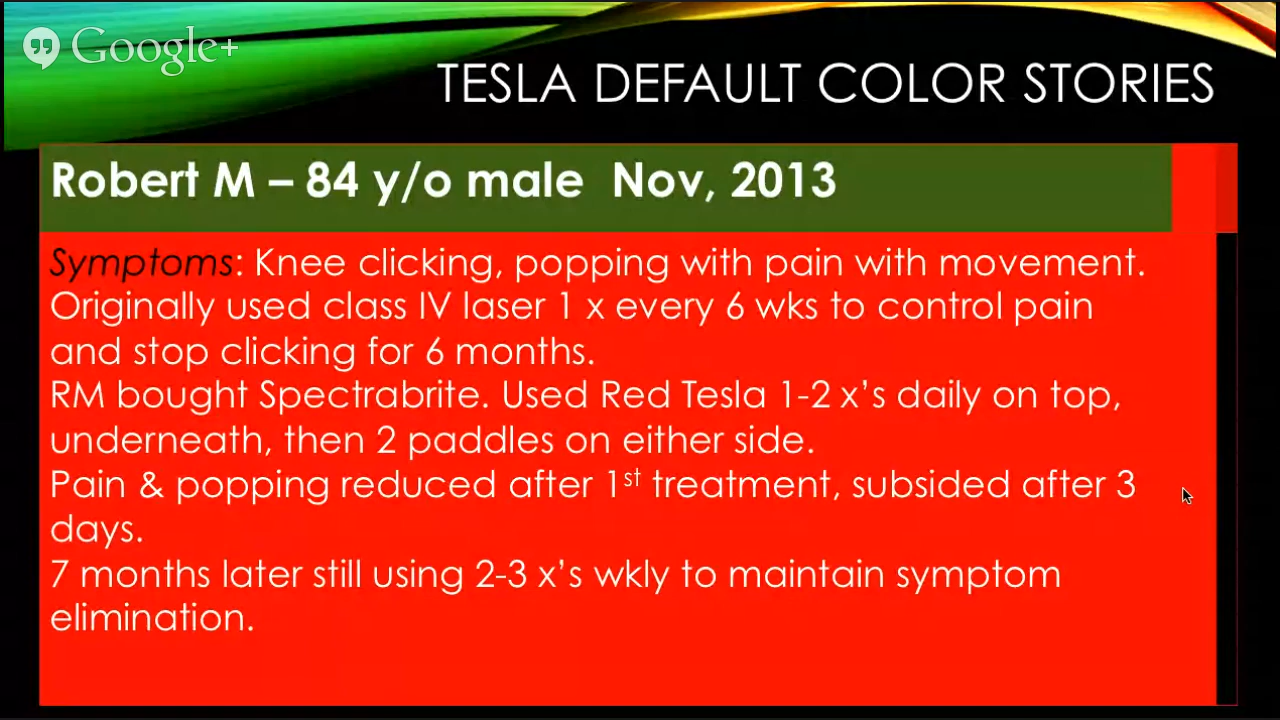 Google+
TESLA DEFAULT COLOR STORIES
Robert M – 84 y/o male  Nov, 2013
Symptoms: Knee clicking, popping with pain with movement.
Originally used class IV laser 1 x every 6 wks to control pain
and stop clicking for 6 months.
RM bought Spectrabrite. Used Red Tesla 1-2 x’s daily on top,
underneath, then 2 paddles on either side.
Pain & popping reduced after 1st treatment, subsided after 3
days.
7 months later still using 2-3 x’s wkly to maintain symptom
elimination.